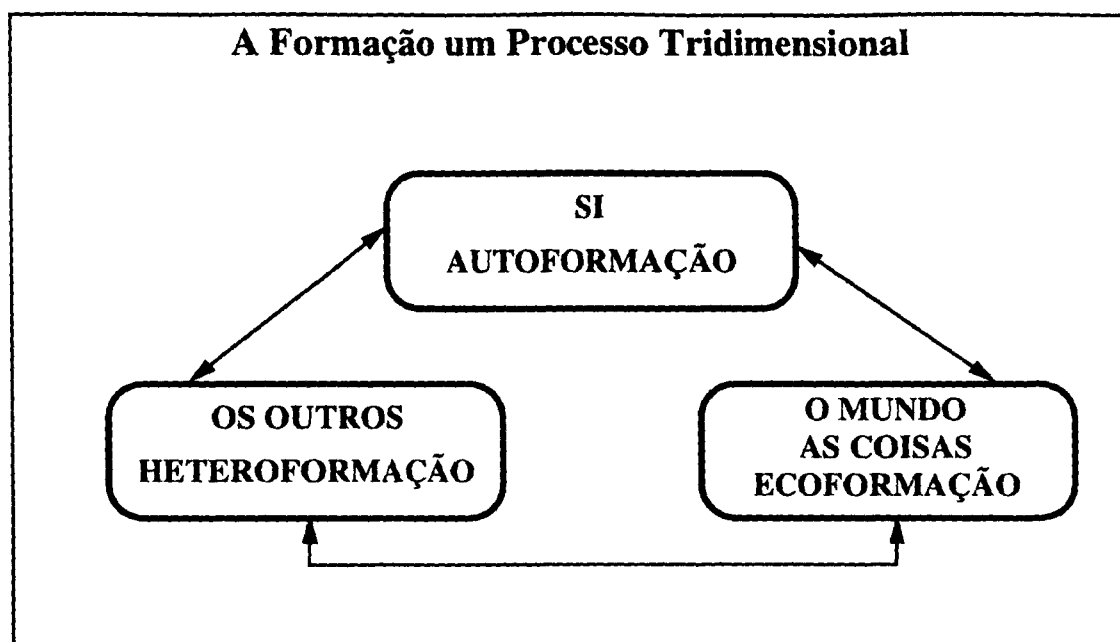 A Formação um Processo Tridimensional
SI
AUTOFORMAÇÃO
OS OUTROS
HETEROFORMAÇÃO
O MUNDO
AS COISAS
ECOFORMAÇÃO